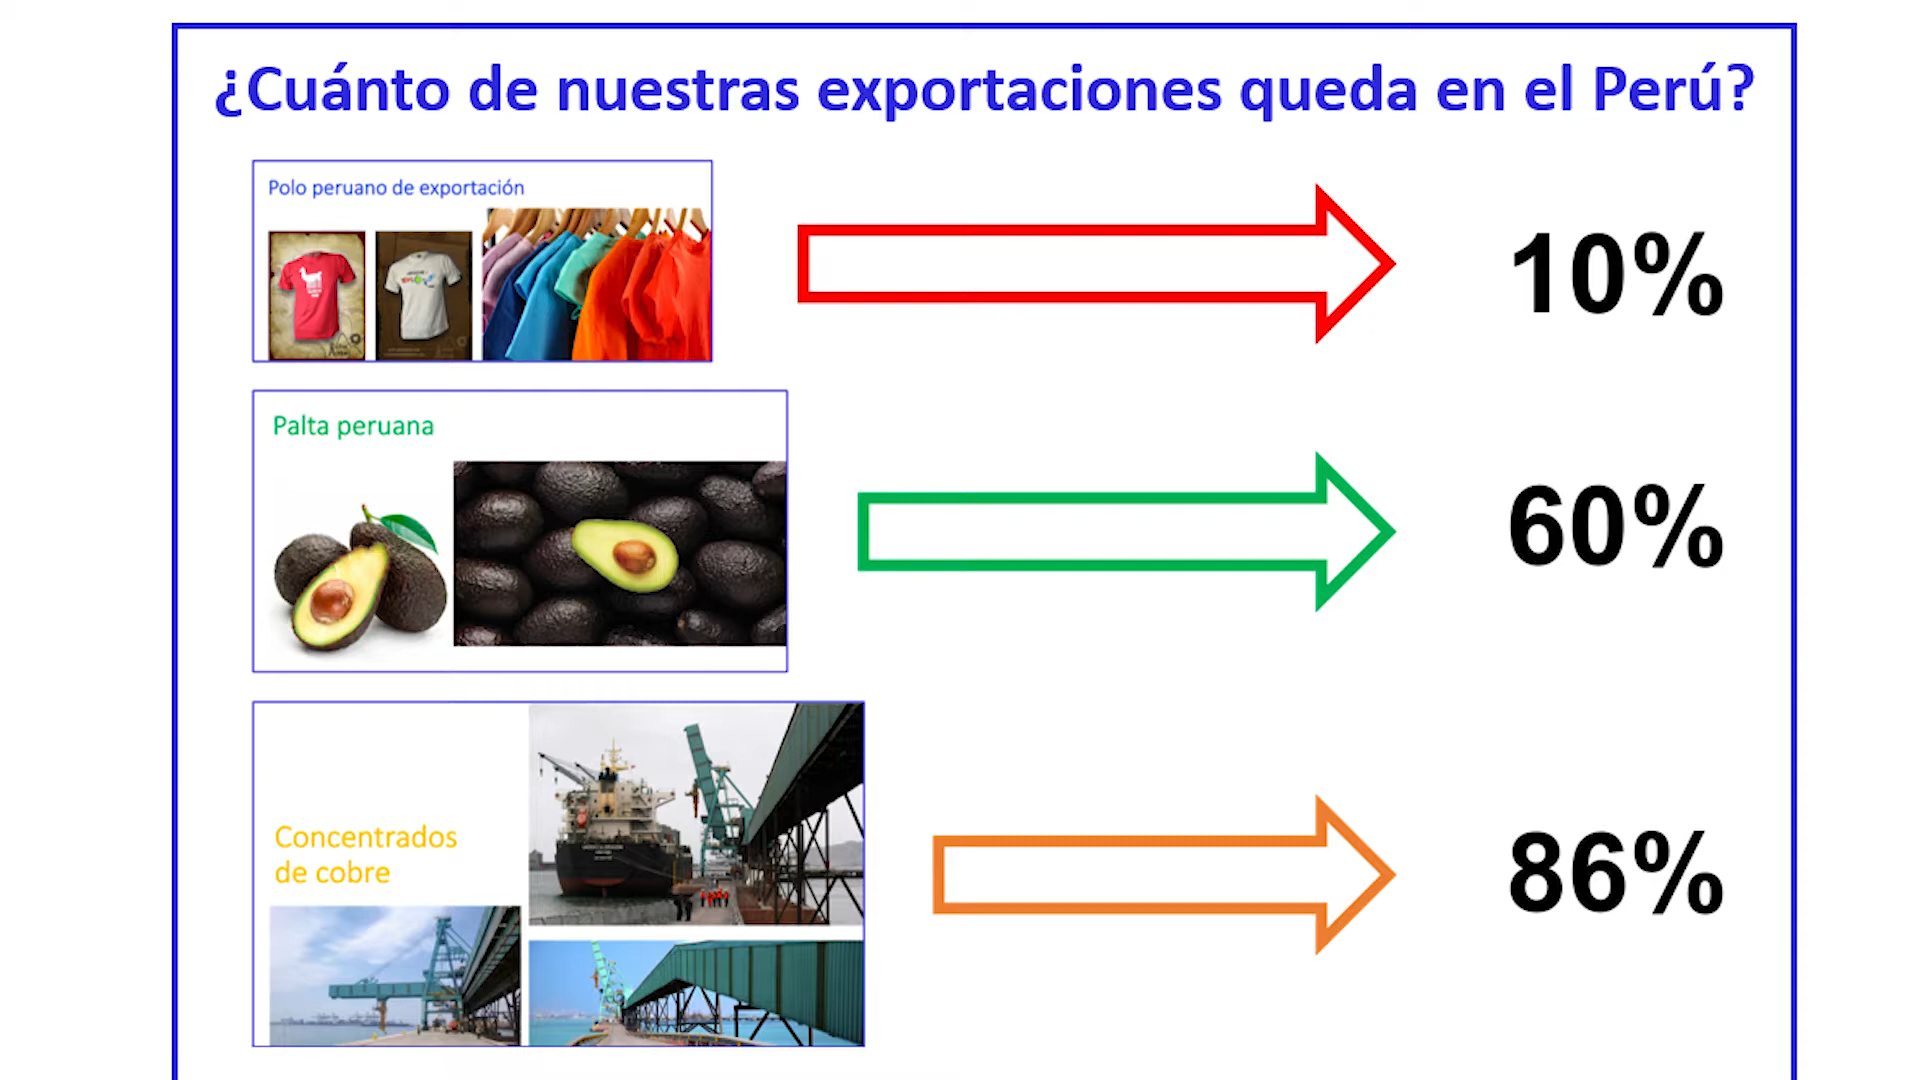 ¿Cuánto de nuestras exportaciones queda en el Perú?
Polo peruano de exportación
10%
Palta peruana
60%
Concentrados
de cobre
86%